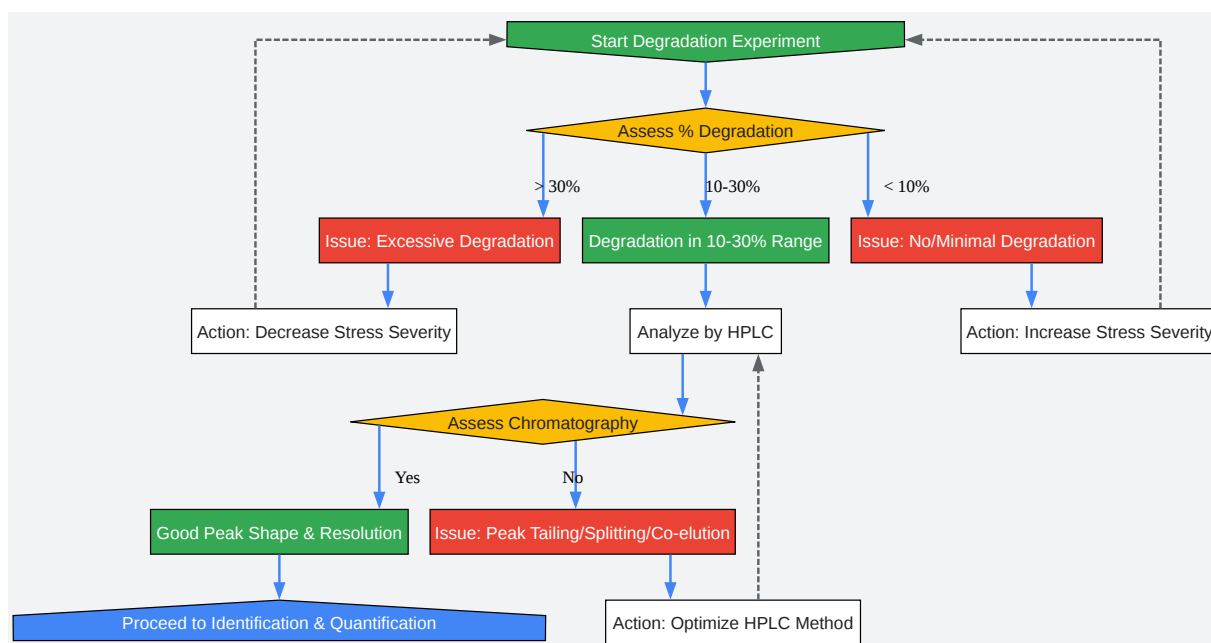 Start Degradation Experiment
Assess % Degradation
> 30%
10-30%
< 10%
Issue: Excessive Degradation
Degradation in 10-30% Range
Issue: No/Minimal Degradation
Action: Decrease Stress Severity
Analyze by HPLC
Action: Increase Stress Severity
Assess Chromatography
Yes
No
Good Peak Shape & Resolution
Issue: Peak Tailing/Splitting/Co-elution
Proceed to Identification & Quantification
Action: Optimize HPLC Method